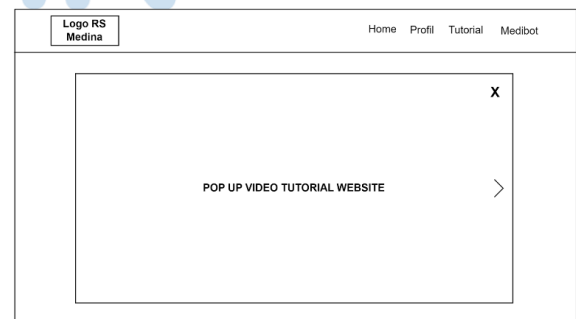 Logo RS
Medina
Home Profil Tutorial Medibot
X
POP UP VIDEO TUTORIAL WEBSITE